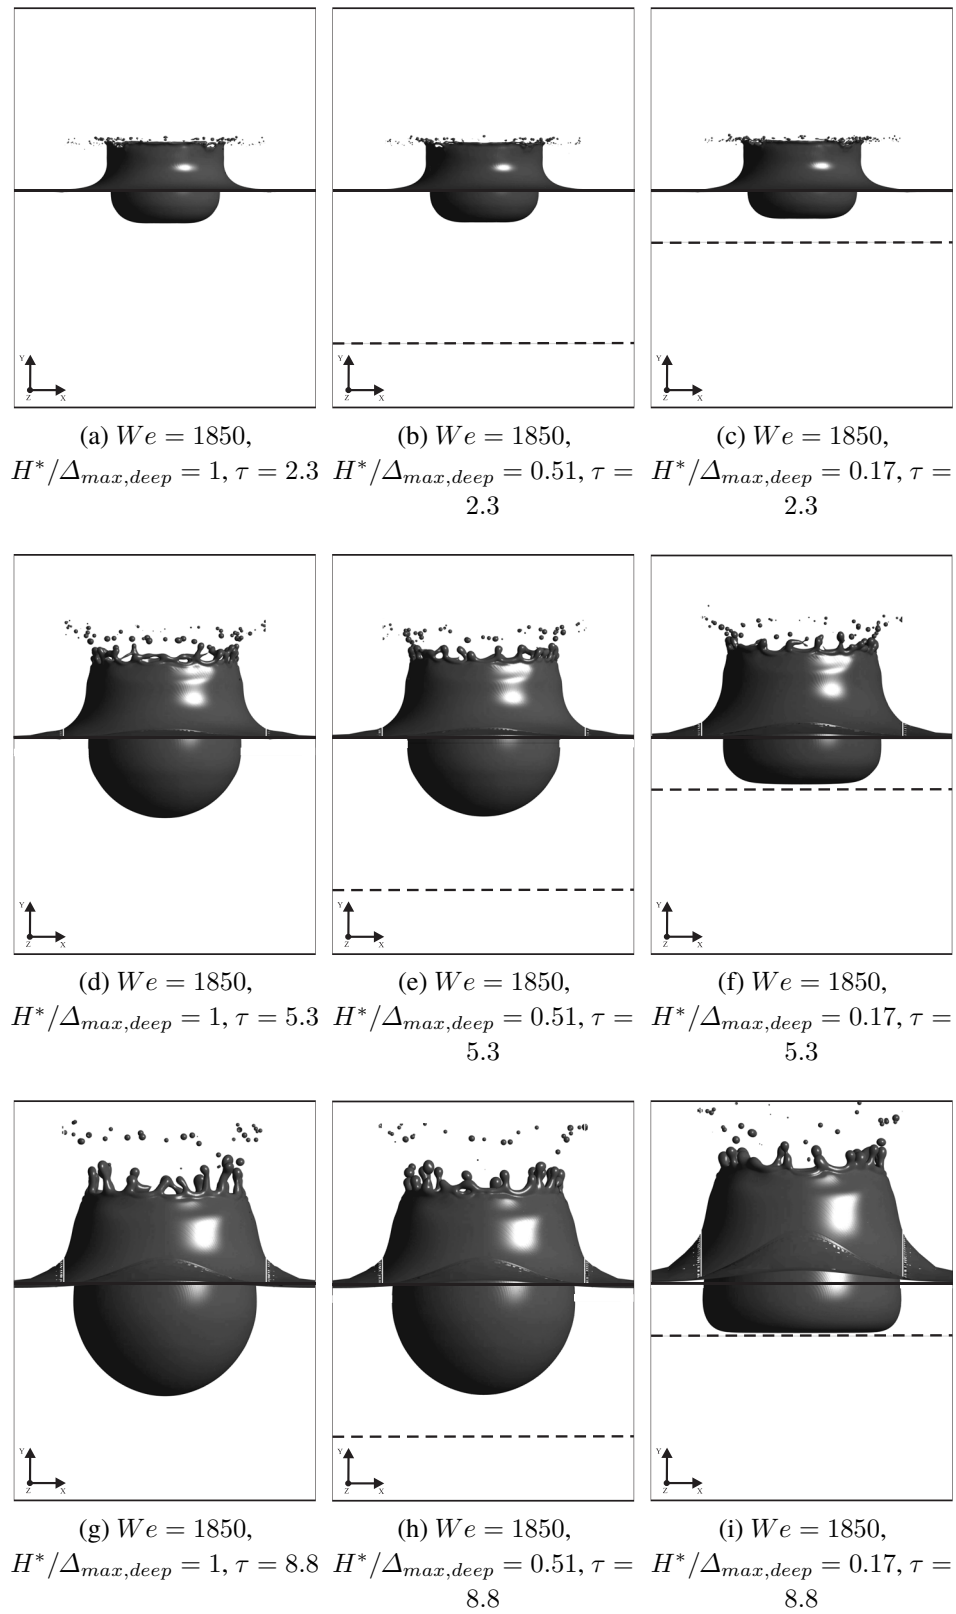 Y
Z
X
Y
Z
X
Y
Z
X
(a) We = 1850,
H*/Δmax,deep = 1, τ = 2.3
(b) We = 1850,
H*/Δmax,deep = 0.51, τ =
2.3
(c) We = 1850,
H*/Δmax,deep = 0.17, τ =
2.3
Y
Z
X
Y
Z
X
Y
Z
X
(d) We = 1850,
H*/Δmax,deep = 1, τ = 5.3
(e) We = 1850,
H*/Δmax,deep = 0.51, τ =
5.3
(f) We = 1850,
H*/Δmax,deep = 0.17, τ =
5.3
Y
Z
X
Y
Z
X
Y
Z
X
(g) We = 1850,
H*/Δmax,deep = 1, τ = 8.8
(h) We = 1850,
H*/Δmax,deep = 0.51, τ =
8.8
(i) We = 1850,
H*/Δmax,deep = 0.17, τ =
8.8